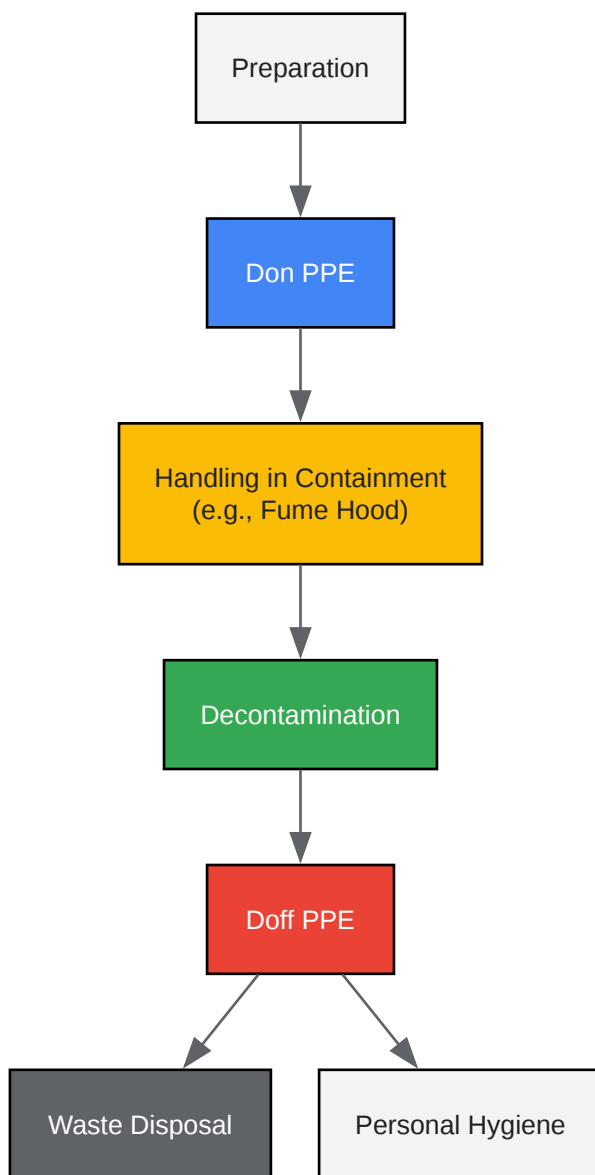 Preparation
Don PPE
Handling in Containment
(e.g., Fume Hood)
Decontamination
Doff PPE
Waste Disposal
Personal Hygiene